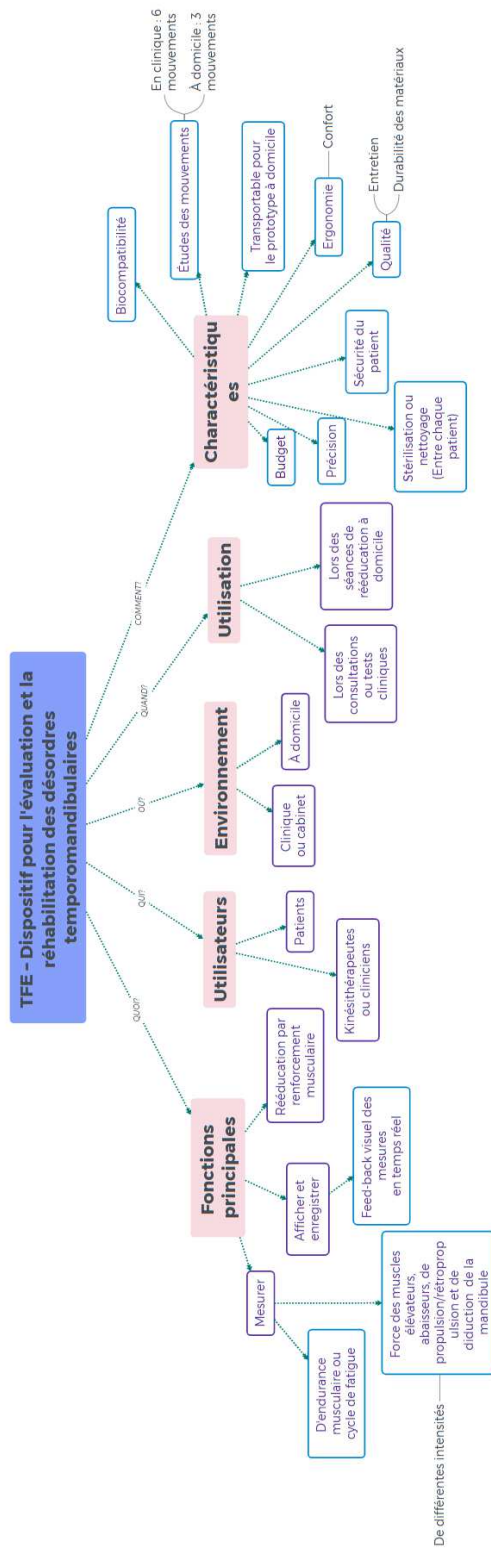 TFE - Dispositif pour l'évaluation et la
réhabilitation des désordres
temporomandibulaires
QUOI?
QUI?
OU?
QUAND?
COMMENT?
Fonctions
principales
Mesurer
D'endurance
musculaire ou
cycle de fatigue
Force des muscles
élévateurs,
abaisseurs, de
propulsion/rétroprop
ulsion et de
diduction de la
mandibule
De différentes intensités
Afficher et
enregistrer
Feed-back visuel des
mesures
en temps réel
Rééducation par
renforcement
musculaire
Utilisateurs
Kinésithérapeutes
ou cliniciens
Patients
Environnement
Clinique
ou cabinet
À domicile
Utilisation
Lors des
consultations
ou tests
cliniques
Lors des
séances de
rééducation à
domicile
Charactéristiqu
es
Budget
Précision
Stérilisation ou
nettoyage
(Entre chaque
patient)
Sécurité du
patient
Qualité
Entretien
Durabilité des matériaux
Ergonomie
Confort
Transportable pour
le prototype à domicile
Études des mouvements
En clinique : 6
mouvements
À domicile : 3
mouvements
Biocompatibilité